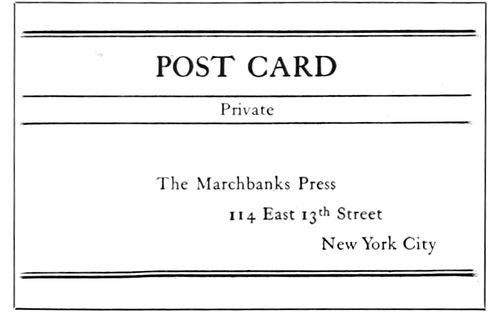 POST CARD
Private
The Marchbanks Press
114 East 13th Street
New York City